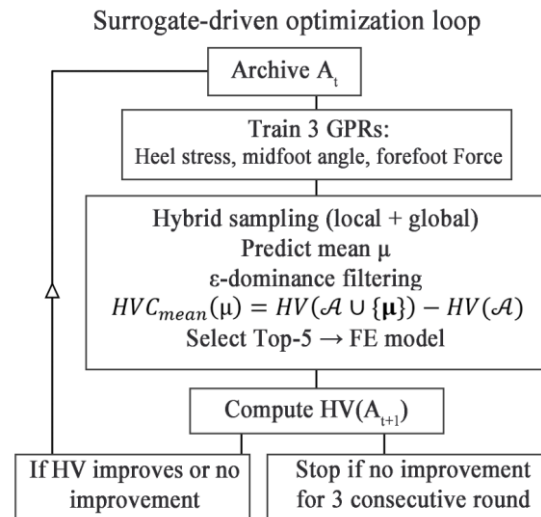 Surrogate-driven optimization loop
Archive A_t
Train 3 GPRs:
Heel stress, midfoot angle, forefoot Force
Hybrid sampling (local + global)
Predict mean μ
ε-dominance filtering
HVC_mean(μ) = HV(𝒜 ∪ {μ}) − HV(𝒜)
Select Top-5 → FE model
Compute HV(A_{t+1})
If HV improves or no
improvement
Stop if no improvement
for 3 consecutive round